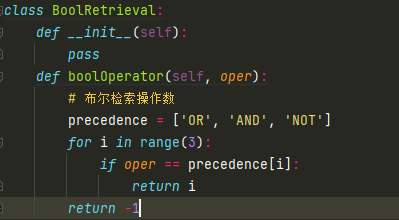 class BoolRetrieval:
    def __init__(self):
        pass
    def boolOperator(self, oper):
        # 布尔检索操作数
        precedence = ['OR', 'AND', 'NOT']
        for i in range(3):
            if oper == precedence[i]:
                return i
        return -1